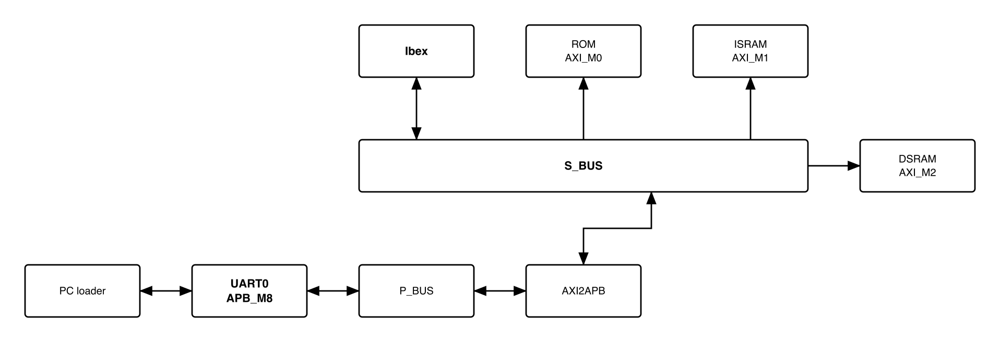 Ibex
ROM
AXI_M0
ISRAM
AXI_M1
S_BUS
DSRAM
AXI_M2
PC loader
UART0
APB_M8
P_BUS
AXI2APB